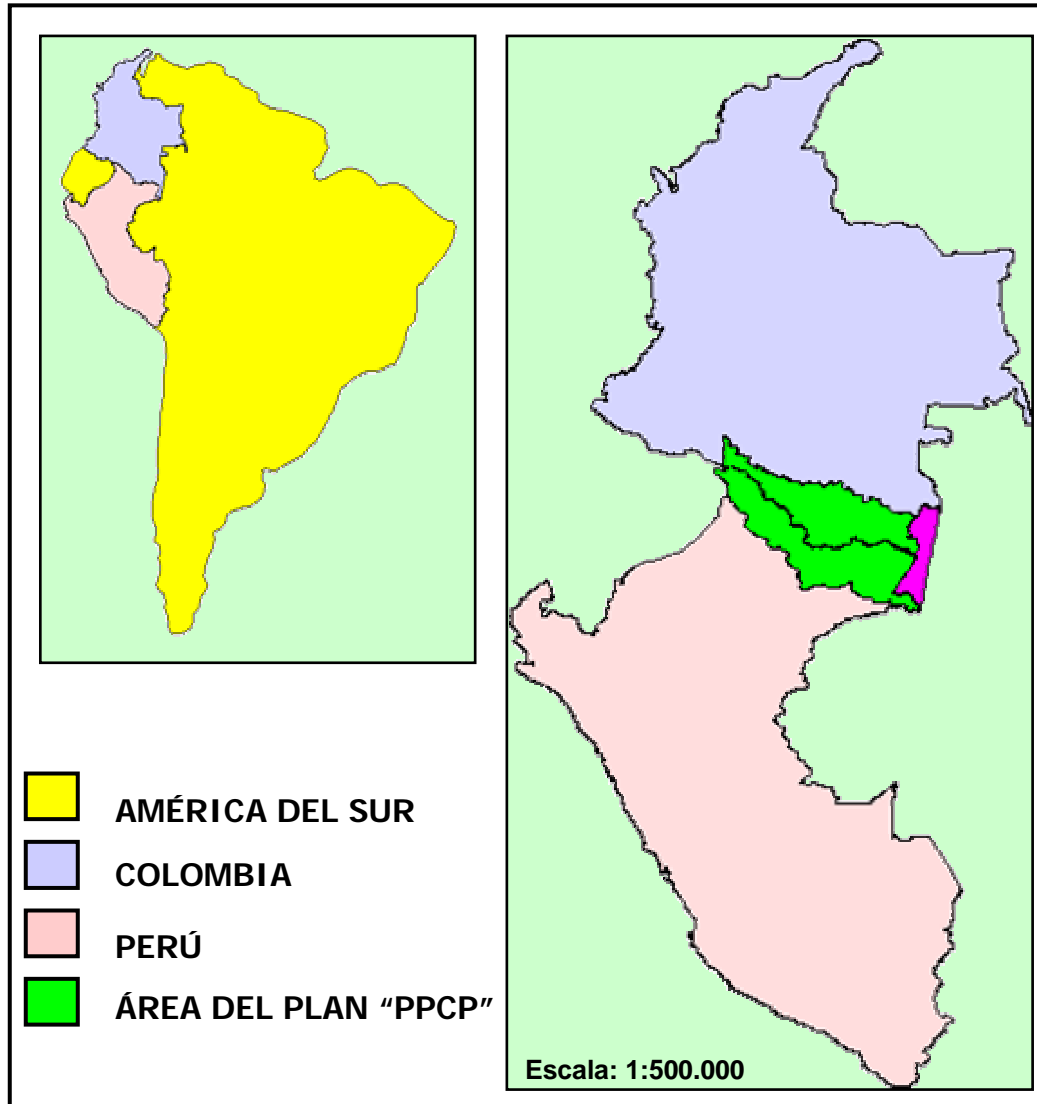 AMÉRICA DEL SUR
COLOMBIA
PERÚ
ÁREA DEL PLAN “PPCP”
Escala: 1:500.000